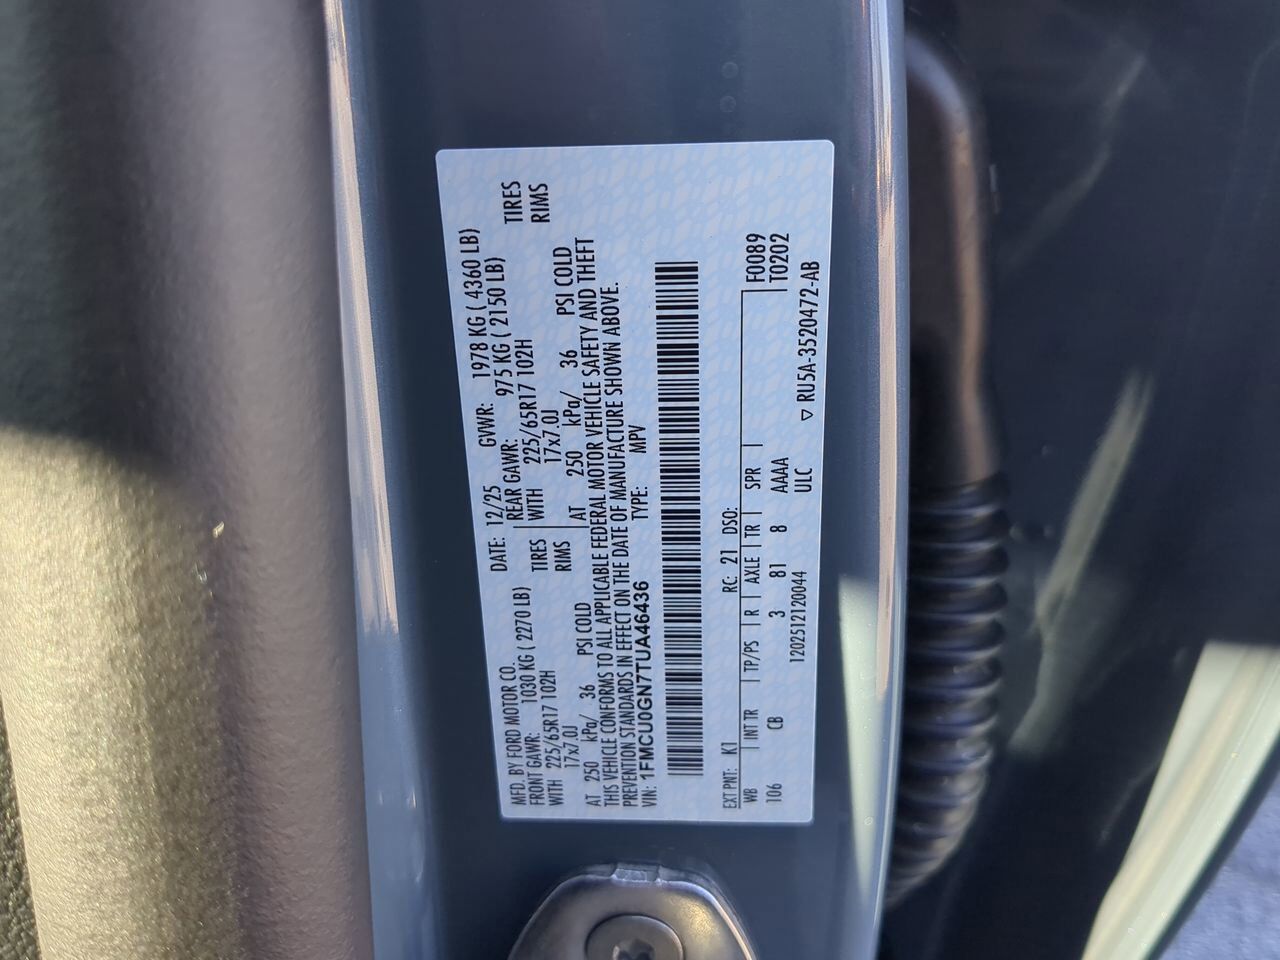 MFD. BY FORD MOTOR CO. DATE: 12/25 GVWR: 1978 KG ( 4360 LB)
FRONT GAWR: 1030 KG ( 2270 LB) REAR GAWR: 975 KG ( 2150 LB)
WITH 225/65R17 102H TIRES WITH 225/65R17 102H TIRES
17x7.0J RIMS 17x7.0J RIMS
AT 250 kPa/ 36 PSI COLD AT 250 kPa/ 36 PSI COLD
THIS VEHICLE CONFORMS TO ALL APPLICABLE FEDERAL MOTOR VEHICLE SAFETY AND THEFT
PREVENTION STANDARDS IN EFFECT ON THE DATE OF MANUFACTURE SHOWN ABOVE.
VIN: 1FMCU0GN7TUA46436 TYPE: MPV
EXT PNT: K1 RC: 21 DSO:
WB INT TR TP/PS R AXLE TR SPR F0089
106 CB 3 81 8 AAAA T0202
1202512120044 ULC ▽ RU5A-3520472-AB